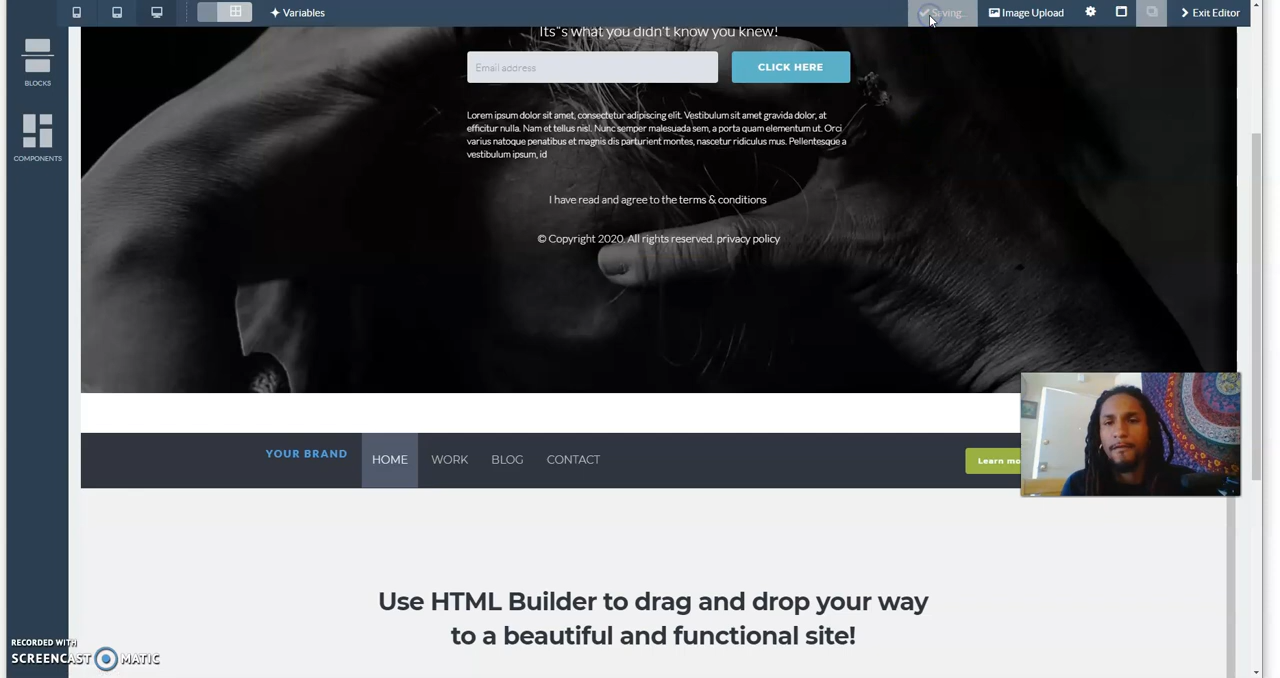 Variables
Saving...
Image Upload
Exit Editor
Its"s what you didn't know you knew!
BLOCKS
Email address
CLICK HERE
Lorem ipsum dolor sit amet, consectetur adipiscing elit. Vestibulum sit amet gravida dolor, at
efficitur nulla. Nam et tellus nisl. Nunc semper malesuada sem, a porta quam elementum ut. Orci
varius natoque penatibus et magnis dis parturient montes, nascetur ridiculus mus. Pellentesque a
vestibulum ipsum, id
COMPONENTS
I have read and agree to the terms & conditions
© Copyright 2020. All rights reserved. privacy policy
YOUR BRAND
HOME
WORK
BLOG
CONTACT
Learn mo
Use HTML Builder to drag and drop your way
to a beautiful and functional site!
RECORDED WITH
SCREENCAST MATIC